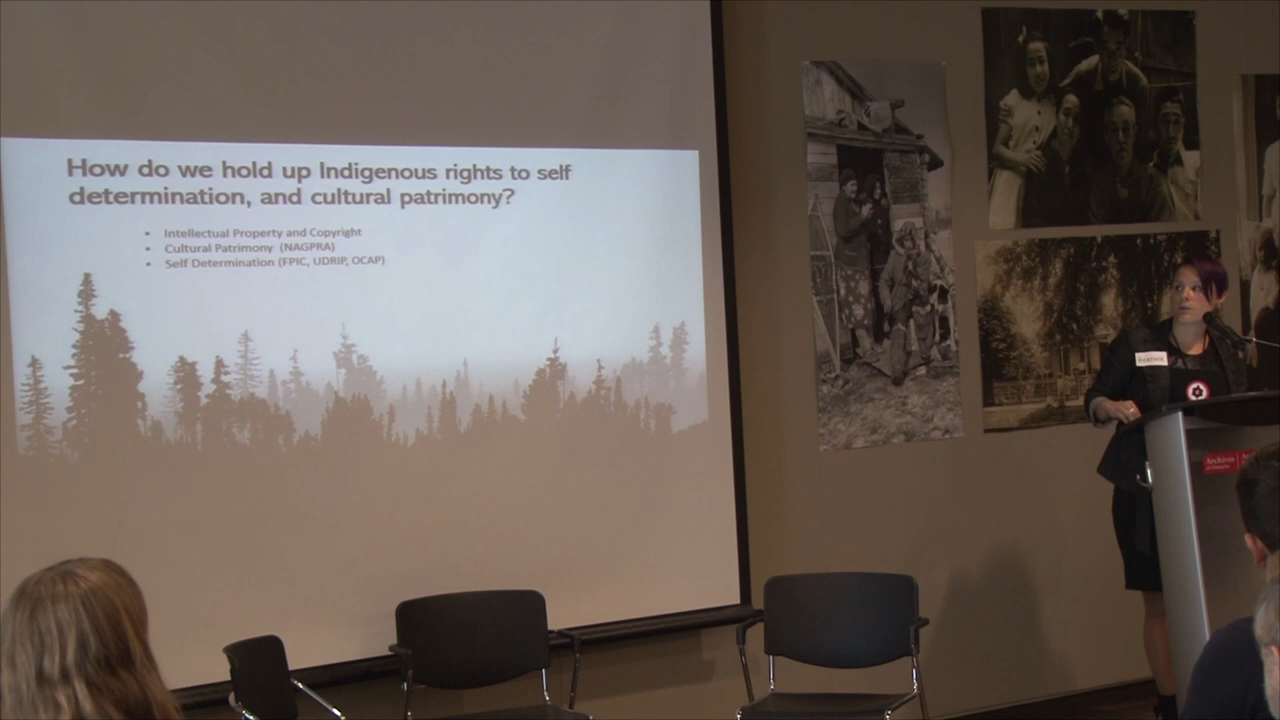 How do we hold up Indigenous rights to self
determination, and cultural patrimony?
• Intellectual Property and Copyright
• Cultural Patrimony (NAGPRA)
• Self Determination (FPIC, UDRIP, OCAP)
HEATHER
Archives